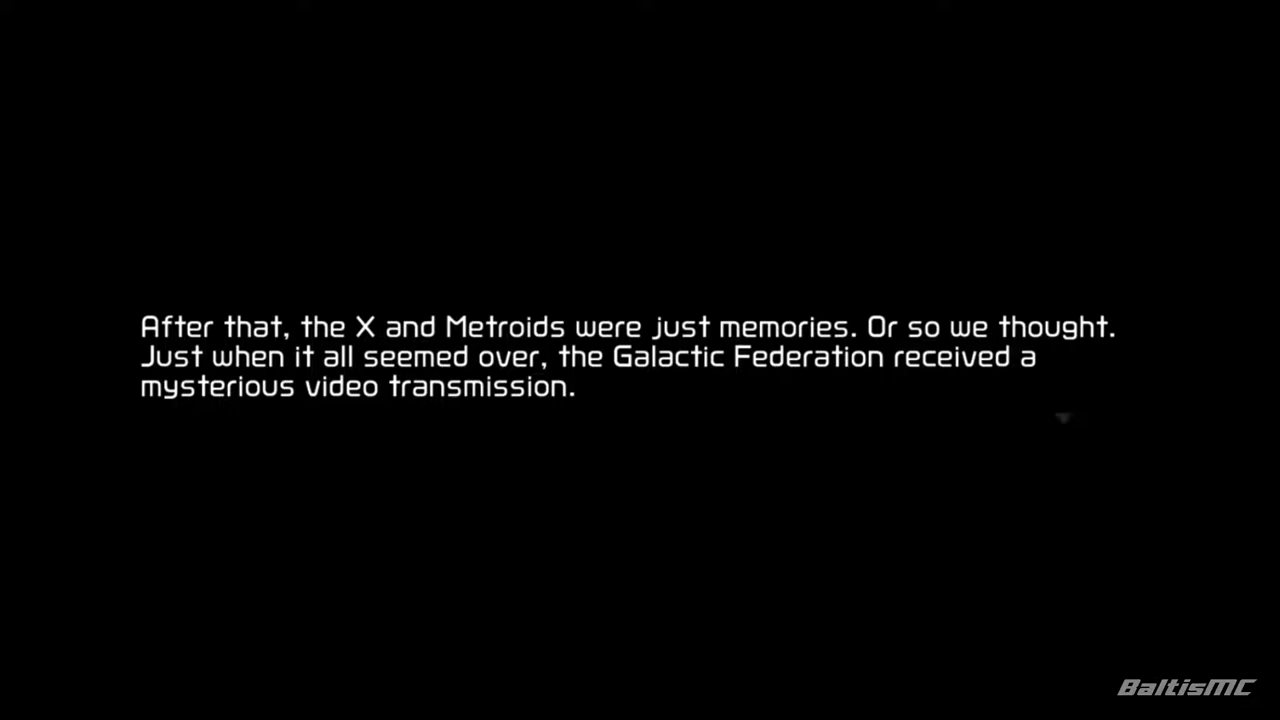 After that, the X and Metroids were just memories. Or so we thought.
Just when it all seemed over, the Galactic Federation received a
mysterious video transmission.
BaltisMC